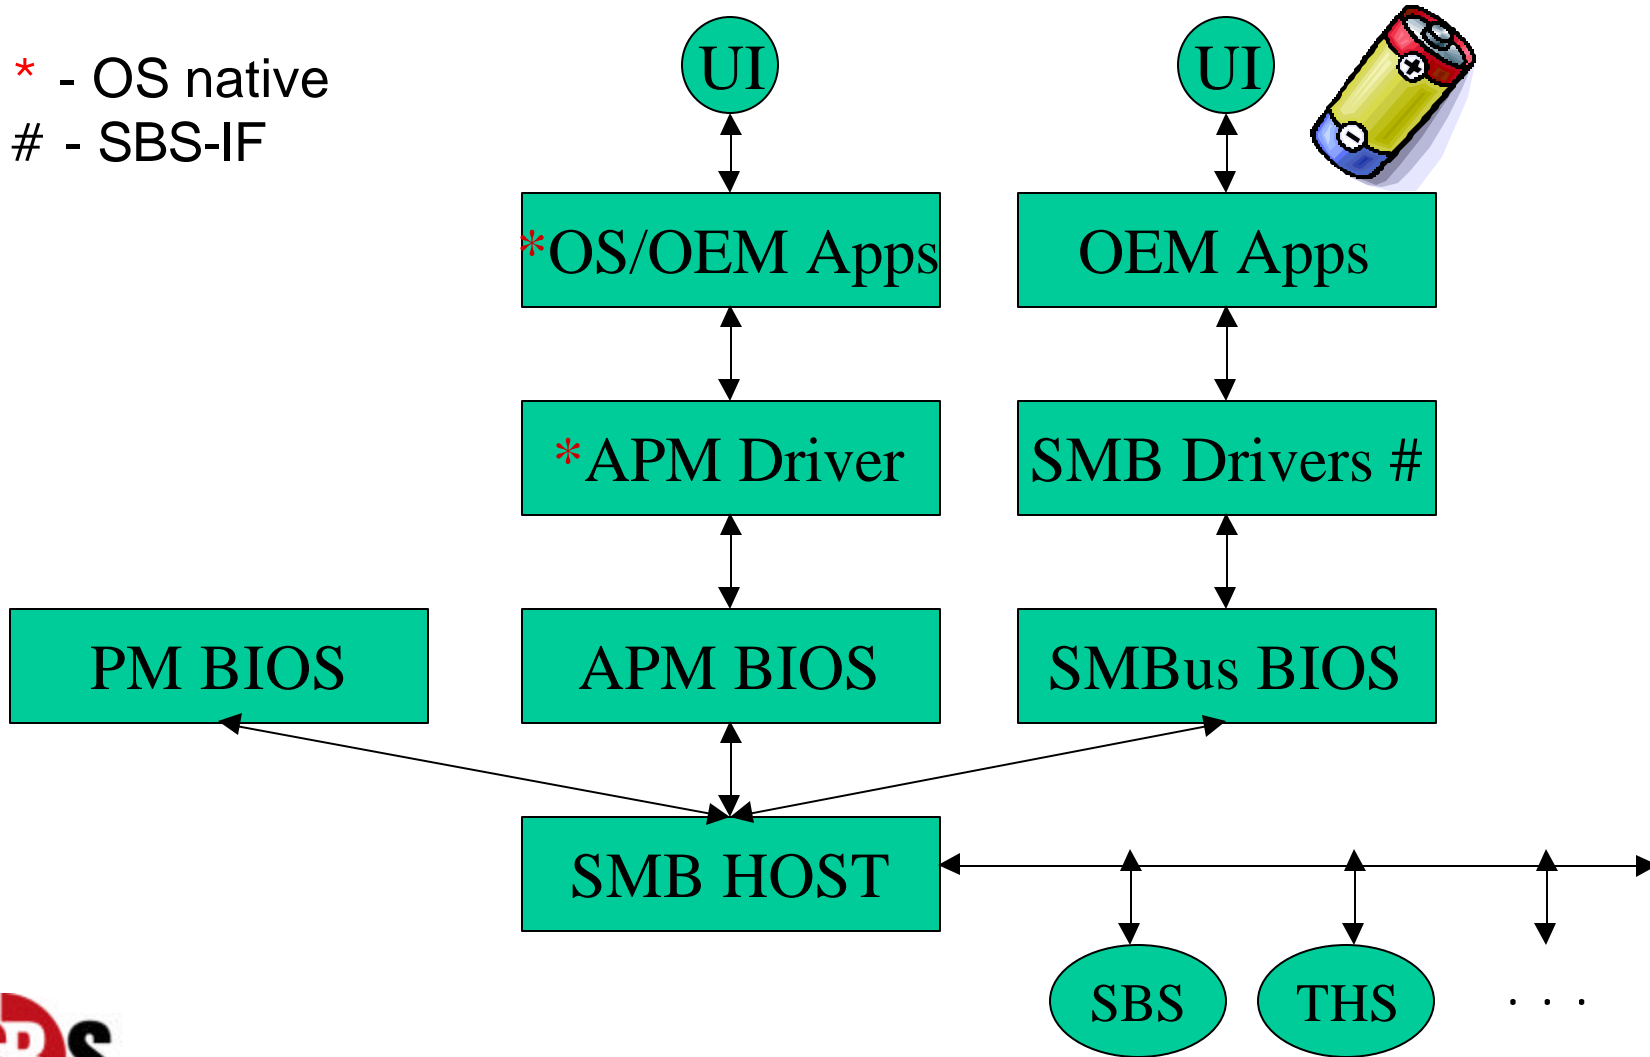 * - OS native
# - SBS-IF
UI
UI
*OS/OEM Apps
OEM Apps
*APM Driver
SMB Drivers #
PM BIOS
APM BIOS
SMBus BIOS
SMB HOST
SBS
THS
. . .